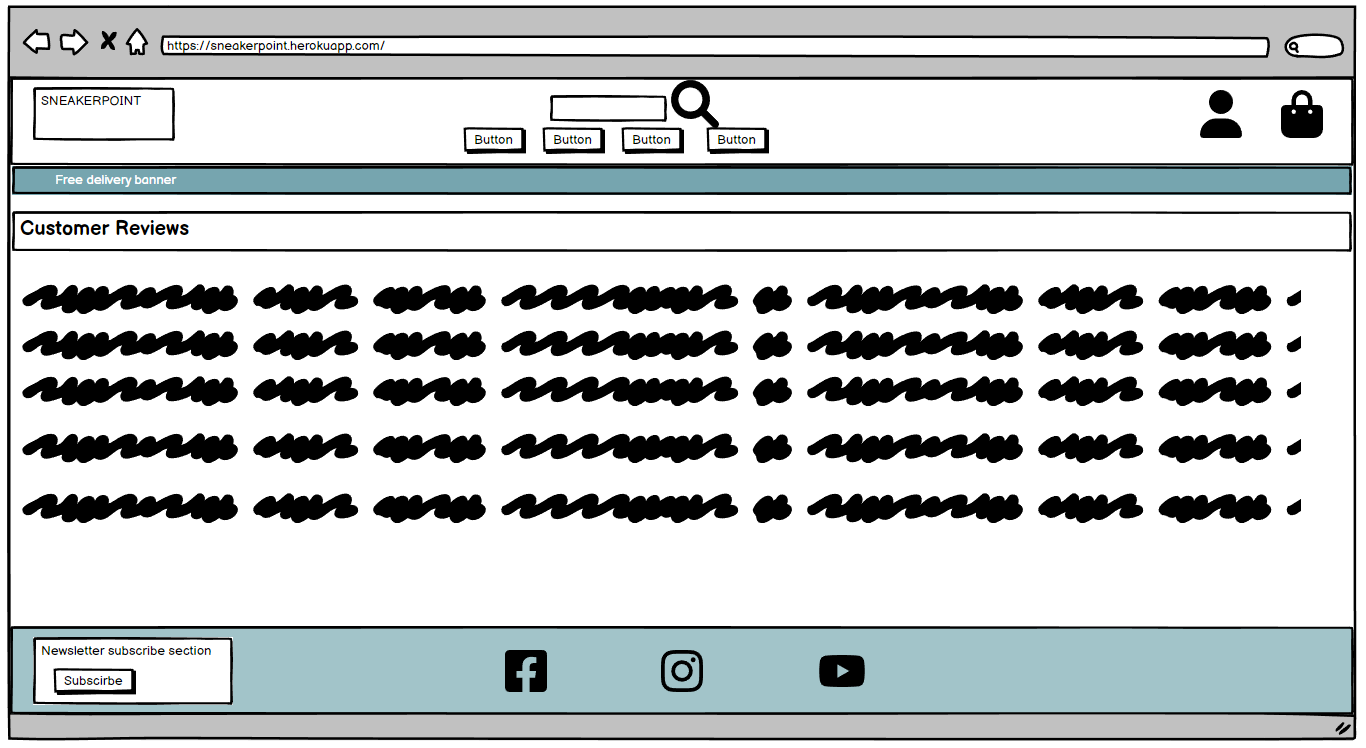 https://sneakerpoint.herokuapp.com/
SNEAKERPOINT
Button Button Button Button
Free delivery banner
Customer Reviews
Newsletter subscribe section
Subscirbe